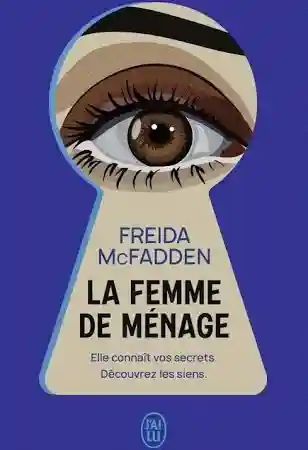 FREIDA
McFADDEN
LA FEMME
DE MÉNAGE
Elle connaît vos secrets.
Découvrez les siens.
J'AI
LU